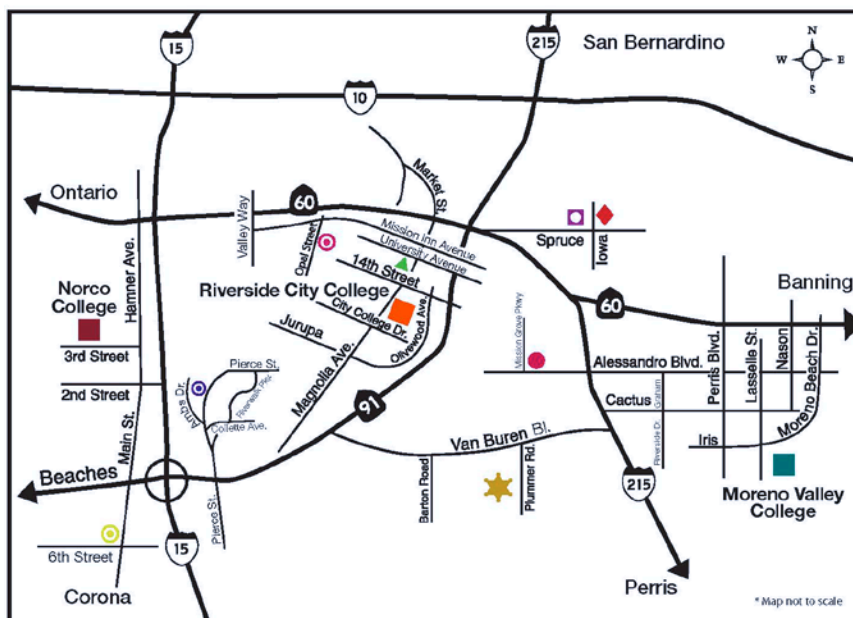 15
215
San Bernardino
N
W
E
S
10
Market St.
Ontario
60
Valley Way
Opal Street
Mission Inn Avenue
University Avenue
14th Street
Spruce
Iowa
Hamner Ave.
Norco
College
Riverside City College
City College Dr.
Olivewood Ave.
Jurupa
Magnolia Ave.
Mission Grove Pkwy
60
Banning
Perris Blvd.
Lasselle St.
Nason
Moreno Beach Dr.
3rd Street
2nd Street
Pierce St.
Ambs Dr.
Riverwalk Pkwy
Collette Ave.
Alessandro Blvd.
Cactus
Graham
Riverside Dr.
Iris
91
Main St.
Van Buren Bl.
Beaches
Barton Road
Plummer Rd.
215
Moreno Valley
College
Pierce St.
6th Street
15
Corona
Perris
*Map not to scale